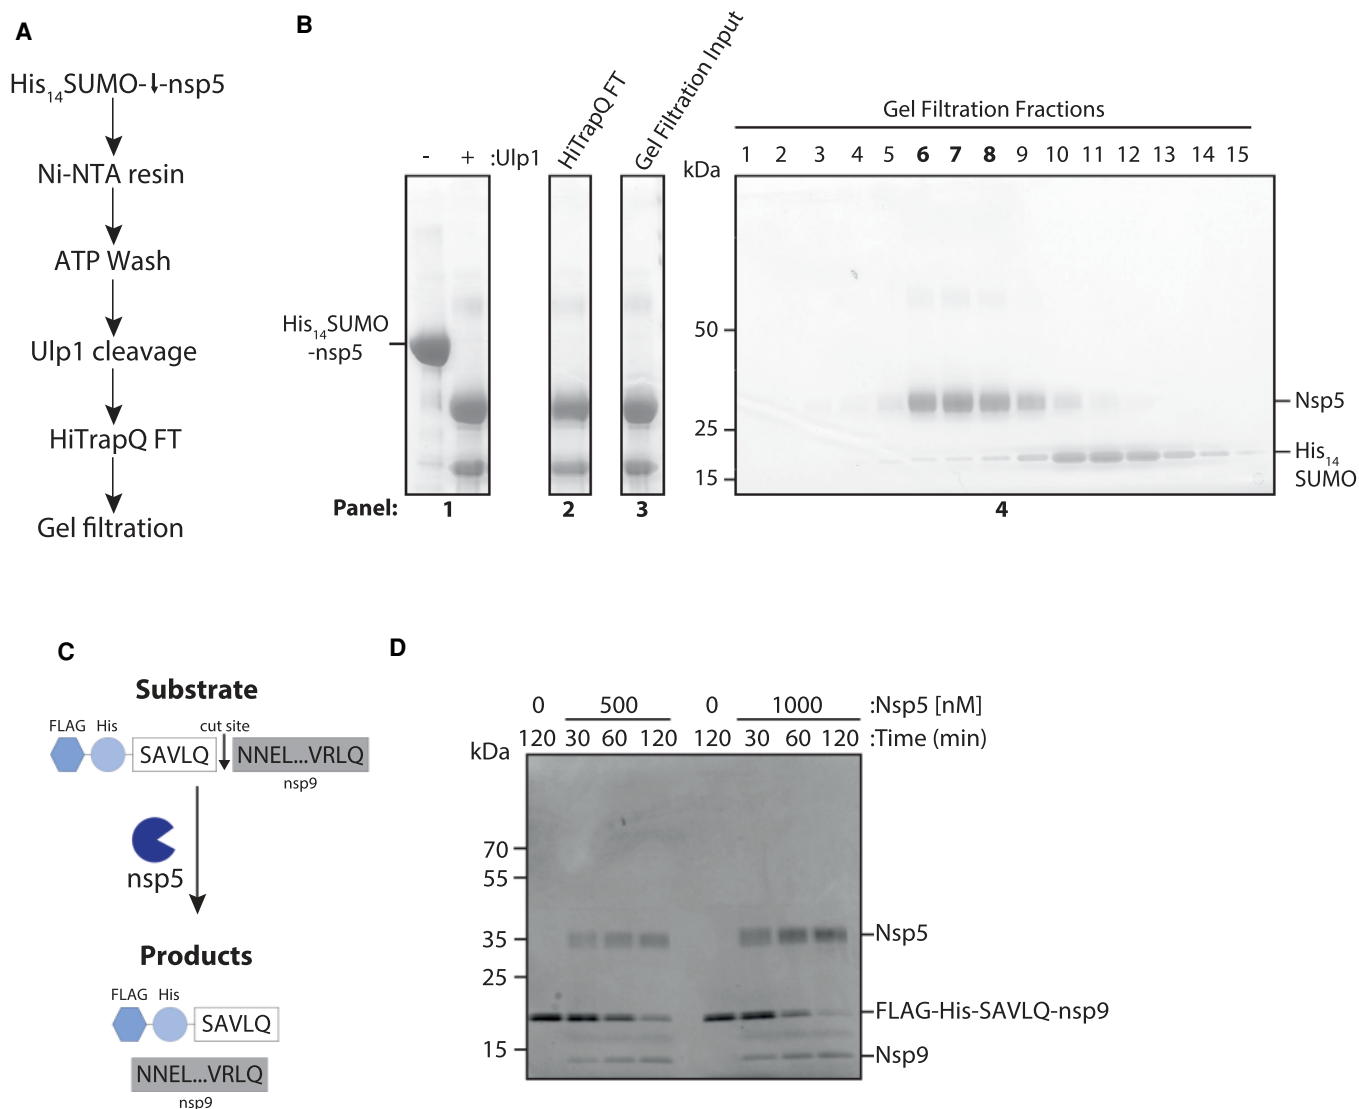 A
His14SUMO-↓-nsp5
Ni-NTA resin
ATP Wash
Ulp1 cleavage
HiTrapQ FT
Gel filtration
B
- + :Ulp1
HiTrapQ FT
Gel Filtration Input
Gel Filtration Fractions
1 2 3 4 5 6 7 8 9 10 11 12 13 14 15
kDa
His14SUMO
-nsp5
50
25
15
Nsp5
His14
SUMO
Panel: 1 2 3 4
C
Substrate
FLAG His cut site
SAVLQ NNEL...VRLQ
nsp9
nsp5
Products
FLAG His
SAVLQ
NNEL...VRLQ
nsp9
D
0 500 0 1000 :Nsp5 [nM]
120 30 60 120 120 30 60 120 :Time (min)
kDa
70
55
35
25
15
Nsp5
FLAG-His-SAVLQ-nsp9
Nsp9